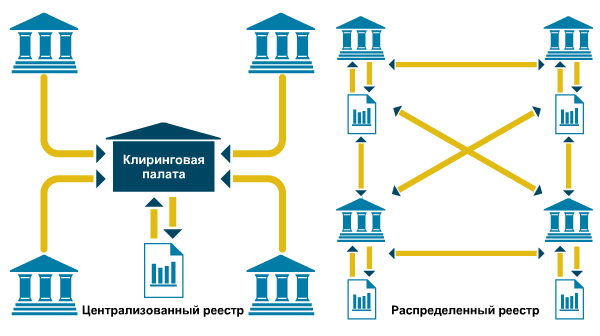 Клиринговая
палата
Централизованный реестр
Распределенный реестр